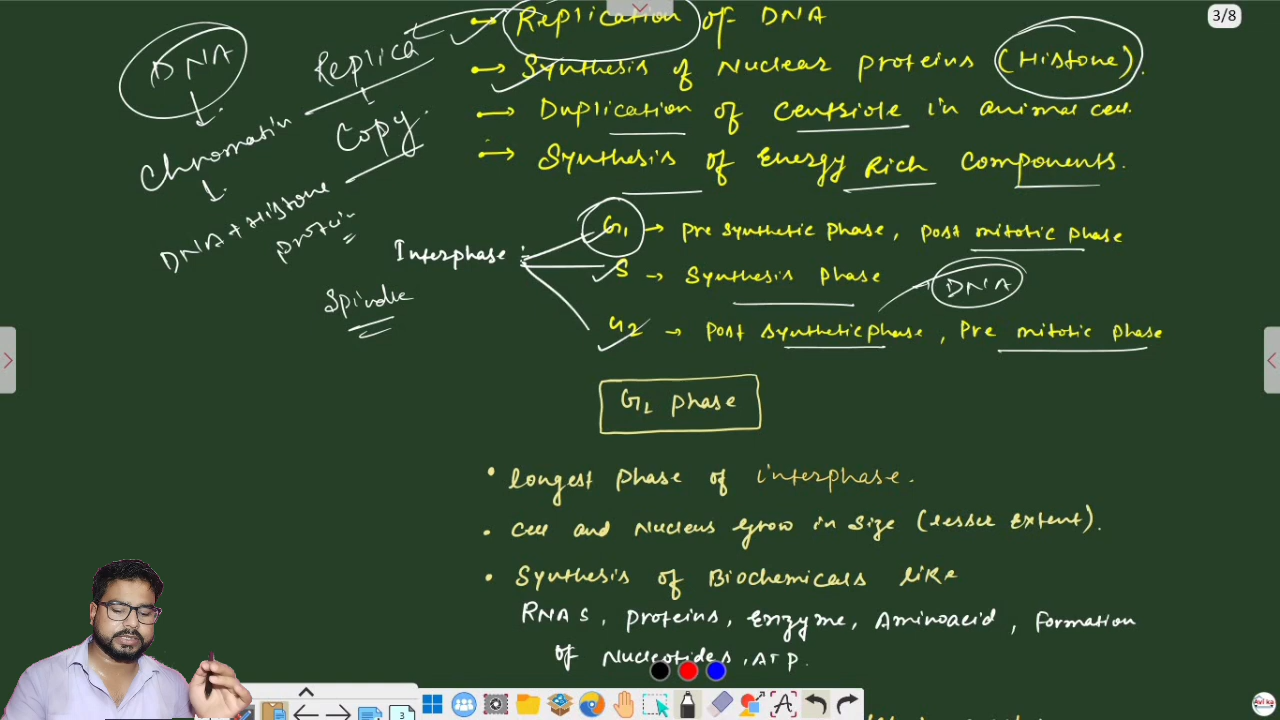 3/8
→ Replication of DNA
→ Synthesis of Nuclear proteins (Histone).
→ Duplication of Centriole in animal cell.
→ Synthesis of Energy Rich Components.
DNA
↓
Chromatin
↓
DNA + Histone
protein
Replica
↓
Copy.
Spindle
Interphase :
G1 → pre synthetic phase, post mitotic phase
S → Synthesis phase
DNA
G2 → post synthetic phase, pre mitotic phase
G1 phase
• longest phase of interphase.
• Cell and Nucleus grow in size (lesser extent).
• Synthesis of Biochemicals like
RNAs, proteins, enzyme, Aminoacid, formation
of Nucleotides, ATP.
3
Avika